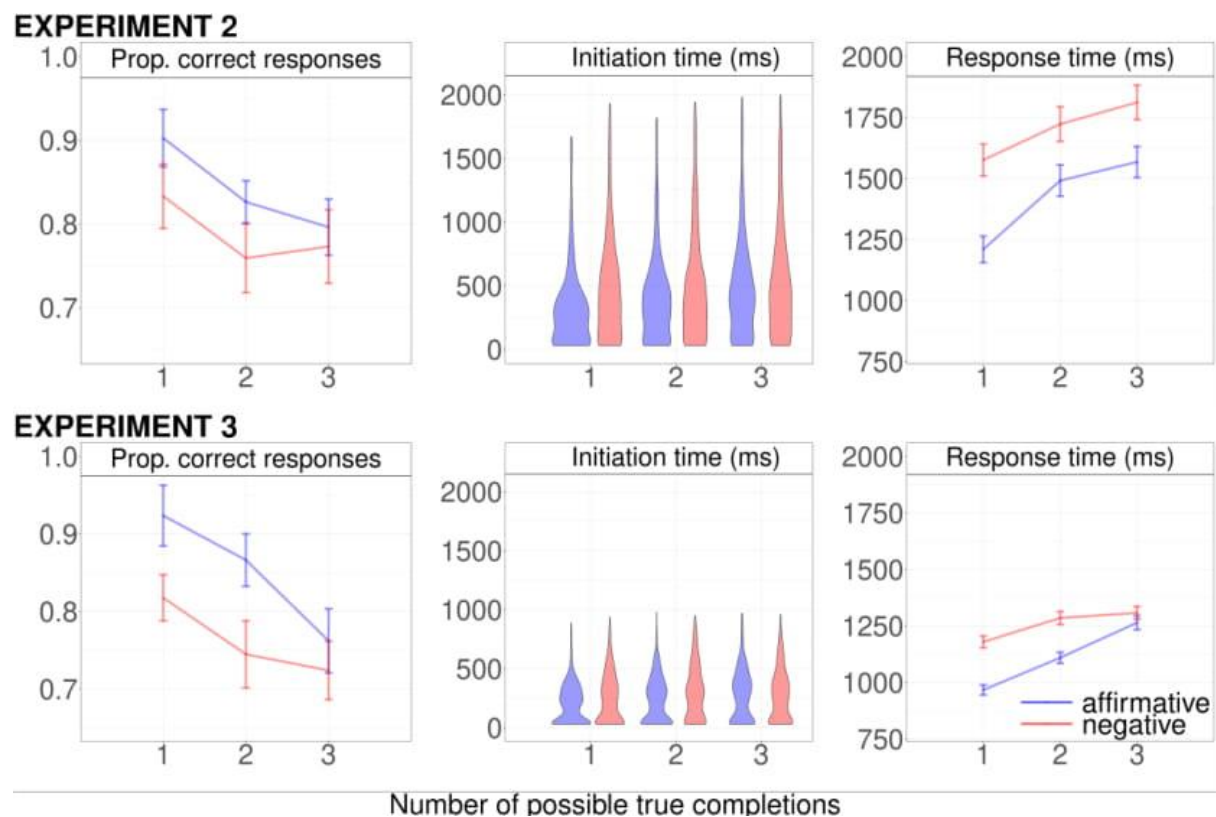 EXPERIMENT 2
Prop. correct responses
1.0
0.9
0.8
0.7
1 2 3
Initiation time (ms)
2000
1500
1000
500
0
1 2 3
Response time (ms)
2000
1750
1500
1250
1000
750
1 2 3
EXPERIMENT 3
Prop. correct responses
1.0
0.9
0.8
0.7
1 2 3
Initiation time (ms)
2000
1500
1000
500
0
1 2 3
Response time (ms)
2000
1750
1500
1250
1000
750
affirmative
negative
1 2 3
Number of possible true completions